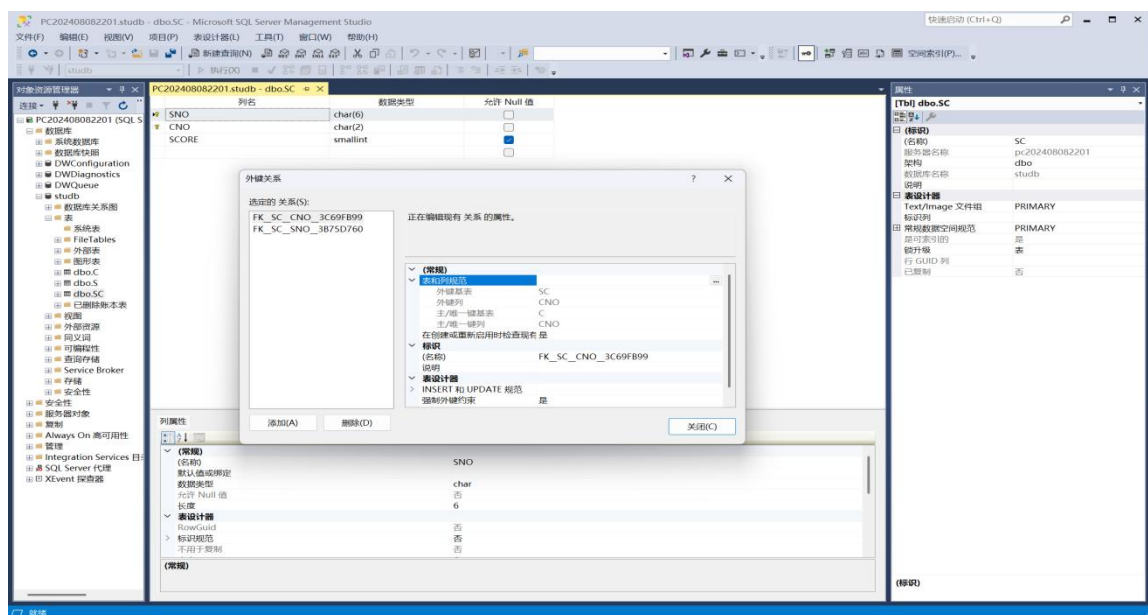 PC202408082201.studb - dbo.SC - Microsoft SQL Server Management Studio
快速启动 (Ctrl+Q)
文件(F) 编辑(E) 视图(V) 项目(P) 表设计器(L) 工具(T) 窗口(W) 帮助(H)
新建查询(N)
空间索引(P)...
studb
执行(X)
对象资源管理器
连接
PC202408082201 (SQL S
数据库
系统数据库
数据库快照
DWConfiguration
DWDiagnostics
DWQueue
studb
数据库关系图
表
系统表
FileTables
外部表
图形表
dbo.C
dbo.S
dbo.SC
已删除账本表
视图
外部资源
同义词
可编程性
查询存储
Service Broker
存储
安全性
安全性
服务器对象
复制
Always On 高可用性
管理
Integration Services 目
SQL Server 代理
XEvent 探查器
PC202408082201.studb - dbo.SC
列名 数据类型 允许 Null 值
SNO char(6)
CNO char(2)
SCORE smallint
外键关系
选定的 关系(S):
FK__SC__CNO__3C69FB99
FK__SC__SNO__3B75D760
正在编辑现有 关系 的属性。
(常规)
表和列规范
外键基表 SC
外键列 CNO
主/唯一键基表 C
主/唯一键列 CNO
在创建或重新启用时检查现有 是
标识
(名称) FK__SC__CNO__3C69FB99
说明
表设计器
INSERT 和 UPDATE 规范
强制外键约束 是
添加(A) 删除(D) 关闭(C)
列属性
(常规)
(名称) SNO
默认值或绑定
数据类型 char
允许 Null 值 否
长度 6
表设计器
RowGuid 否
标识规范 否
不用于复制 否
(常规)
属性
[Tbl] dbo.SC
(标识)
(名称) SC
服务器名称 pc202408082201
架构 dbo
数据库名称 studb
说明
表设计器
Text/Image 文件组 PRIMARY
标识列
常规数据空间规范 PRIMARY
是可索引的 是
锁升级 表
行 GUID 列
已复制 否
(标识)
就绪